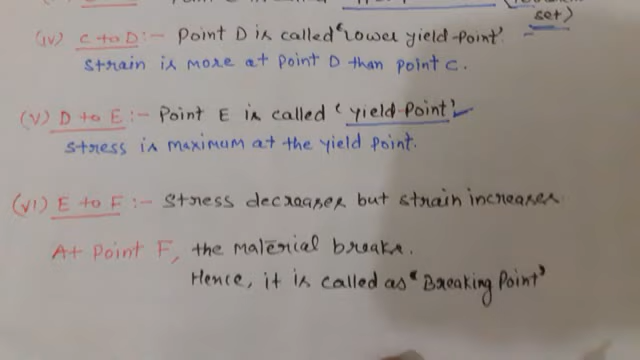 set)
(iv) C to D:- Point D is called 'Lower yield-point'
Strain is more at point D than point C.
(V) D to E:- Point E is called 'yield-Point'
Stress is maximum at the yield point.
(VI) E to F:- Stress decreases but strain increases
At Point F, the material breaks.
Hence, it is called as 'Breaking Point'